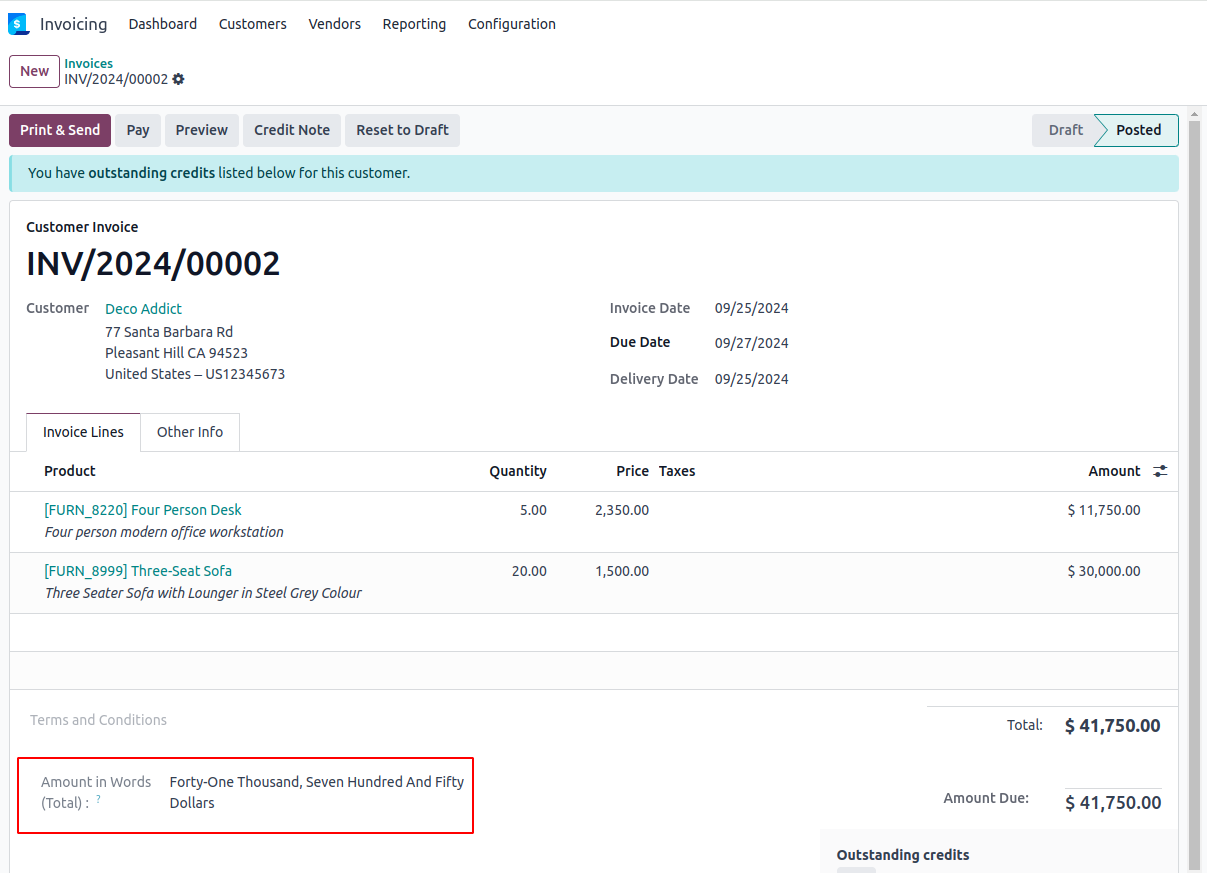 $ Invoicing Dashboard Customers Vendors Reporting Configuration
New Invoices
INV/2024/00002
Print & Send Pay Preview Credit Note Reset to Draft Draft Posted
You have outstanding credits listed below for this customer.
Customer Invoice
INV/2024/00002
Customer Deco Addict Invoice Date 09/25/2024
77 Santa Barbara Rd
Pleasant Hill CA 94523 Due Date 09/27/2024
United States – US12345673 Delivery Date 09/25/2024
Invoice Lines Other Info
Product Quantity Price Taxes Amount
[FURN_8220] Four Person Desk 5.00 2,350.00 $ 11,750.00
Four person modern office workstation
[FURN_8999] Three-Seat Sofa 20.00 1,500.00 $ 30,000.00
Three Seater Sofa with Lounger in Steel Grey Colour
Terms and Conditions Total: $ 41,750.00
Amount in Words Forty-One Thousand, Seven Hundred And Fifty
(Total) : ? Dollars
Amount Due: $ 41,750.00
Outstanding credits